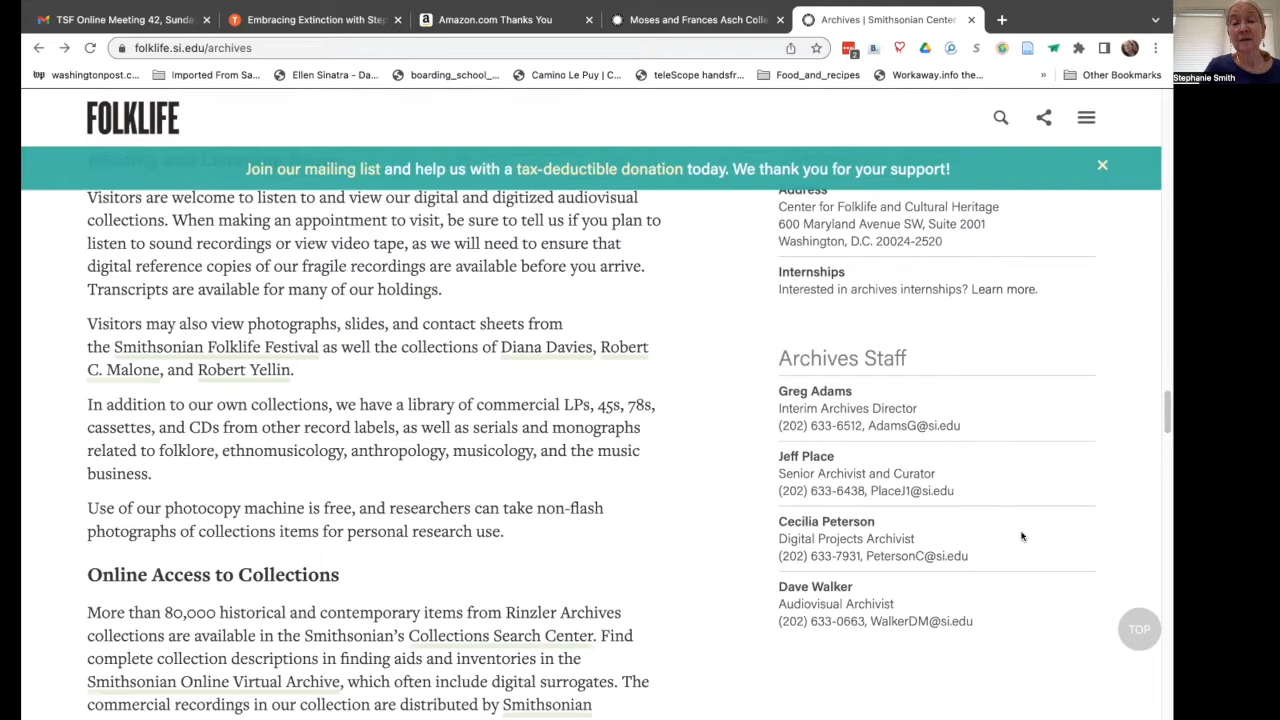 TSF Online Meeting 42, Sunda
Embracing Extinction with Step
Amazon.com Thank You
Moses and Frances Asch Colle
Archives | Smithsonian Center
folklife.si.edu/archives
2
washingtonpost.c...
Imported From Sa...
Ellen Sinatra - Da...
boarding_school_...
Camino Le Puy | C...
teleScope handsfr...
Food_and_recipes
Workaway.info the...
»
Other Bookmarks
Stephanie Smith
FOLKLIFE
Join our mailing list and help us with a tax-deductible donation today. We thank you for your support!
Visitors are welcome to listen to and view our digital and digitized audiovisual
collections. When making an appointment to visit, be sure to tell us if you plan to
listen to sound recordings or view video tape, as we will need to ensure that
digital reference copies of our fragile recordings are available before you arrive.
Transcripts are available for many of our holdings.
Visitors may also view photographs, slides, and contact sheets from
the Smithsonian Folklife Festival as well the collections of Diana Davies, Robert
C. Malone, and Robert Yellin.
In addition to our own collections, we have a library of commercial LPs, 45s, 78s,
cassettes, and CDs from other record labels, as well as serials and monographs
related to folklore, ethnomusicology, anthropology, musicology, and the music
business.
Use of our photocopy machine is free, and researchers can take non-flash
photographs of collections items for personal research use.
Online Access to Collections
More than 80,000 historical and contemporary items from Rinzler Archives
collections are available in the Smithsonian's Collections Search Center. Find
complete collection descriptions in finding aids and inventories in the
Smithsonian Online Virtual Archive, which often include digital surrogates. The
commercial recordings in our collection are distributed by Smithsonian
Address
Center for Folklife and Cultural Heritage
600 Maryland Avenue SW, Suite 2001
Washington, D.C. 20024-2520
Internships
Interested in archives internships? Learn more.
Archives Staff
Greg Adams
Interim Archives Director
(202) 633-6512, AdamsG@si.edu
Jeff Place
Senior Archivist and Curator
(202) 633-6438, PlaceJ1@si.edu
Cecilia Peterson
Digital Projects Archivist
(202) 633-7931, PetersonC@si.edu
Dave Walker
Audiovisual Archivist
(202) 633-0663, WalkerDM@si.edu
TOP